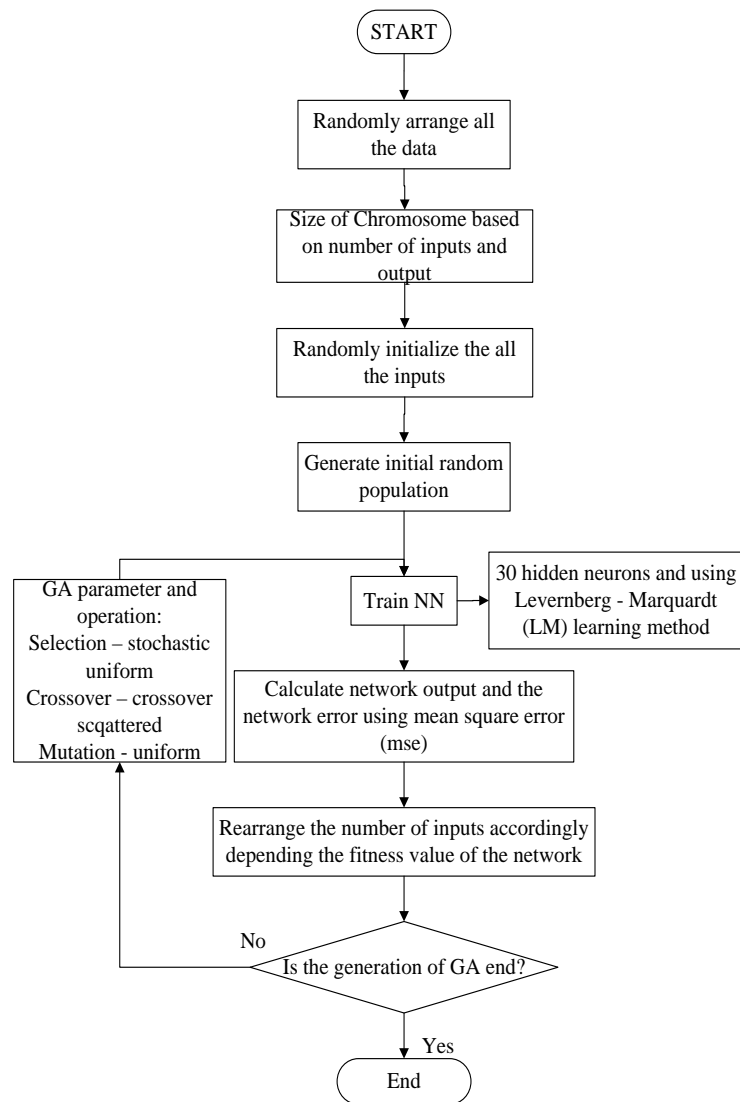 START
Randomly arrange all
the data
Size of Chromosome based
on number of inputs and
output
Randomly initialize the all
the inputs
Generate initial random
population
GA parameter and
operation:
Selection – stochastic
uniform
Crossover – crossover
scqattered
Mutation - uniform
Train NN
30 hidden neurons and using
Levernberg - Marquardt
(LM) learning method
Calculate network output and the
network error using mean square error
(mse)
Rearrange the number of inputs accordingly
depending the fitness value of the network
No
Is the generation of GA end?
Yes
End